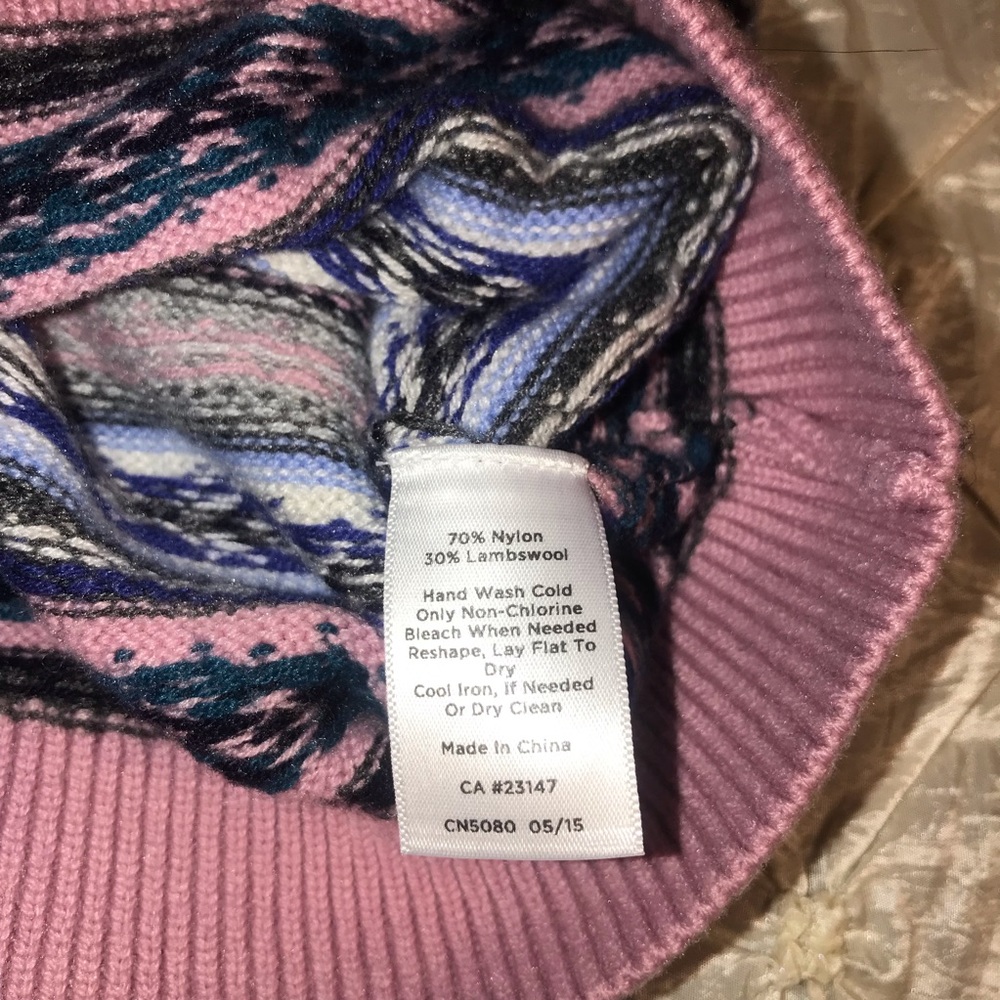 70% Nylon
30% Lambswool
Hand Wash Cold
Only Non-Chlorine
Bleach When Needed
Reshape, Lay Flat To
Dry
Cool Iron, If Needed
Or Dry Clean
Made In China
CA #23147
CN5080 05/15